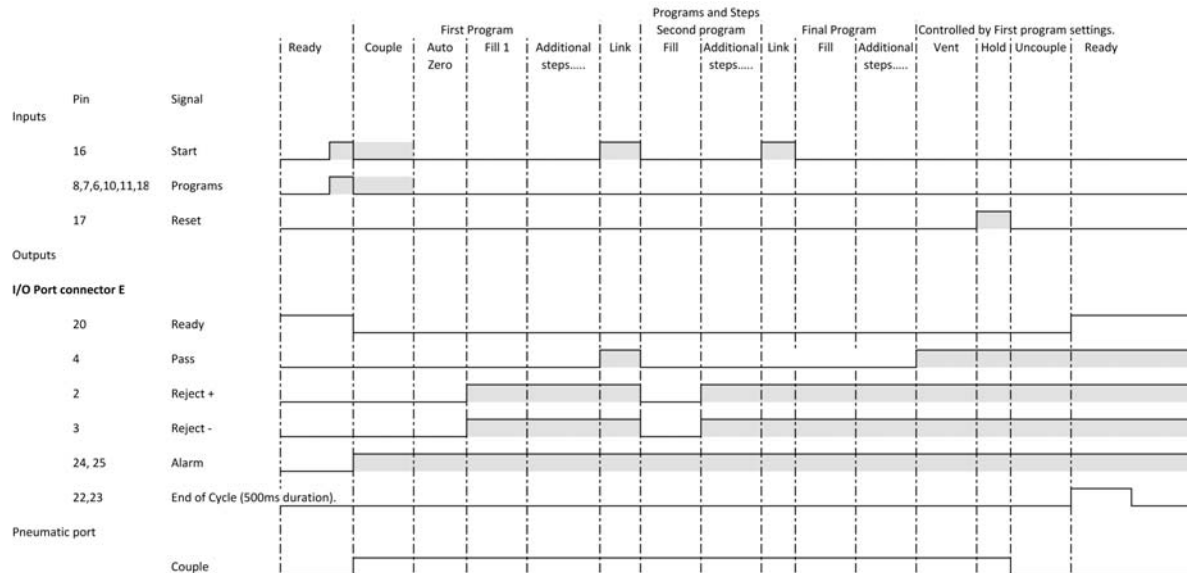 Programs and Steps
First Program Second program Final Program Controlled by First program settings.
Ready Couple Auto Zero Fill 1 Additional steps..... Link Fill Additional steps..... Link Fill Additional steps..... Vent Hold Uncouple Ready
Pin Signal
Inputs
16 Start
8,7,6,10,11,18 Programs
17 Reset
Outputs
I/O Port connector E
20 Ready
4 Pass
2 Reject +
3 Reject -
24, 25 Alarm
22,23 End of Cycle (500ms duration).
Pneumatic port
Couple